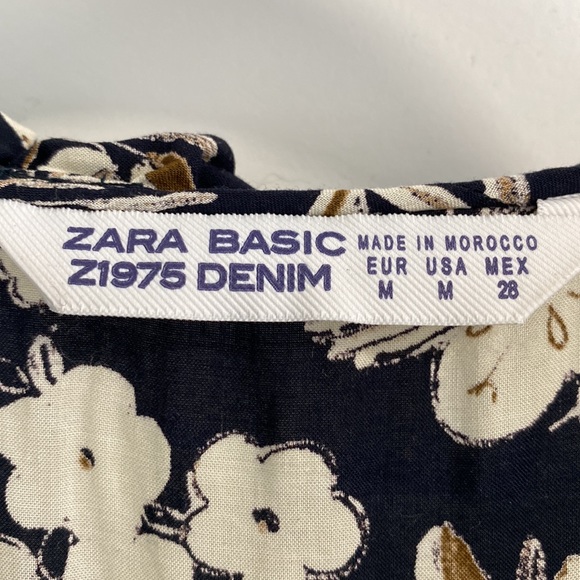 ZARA BASIC
Z1975 DENIM
MADE IN MOROCCO
EUR USA MEX
M M 28